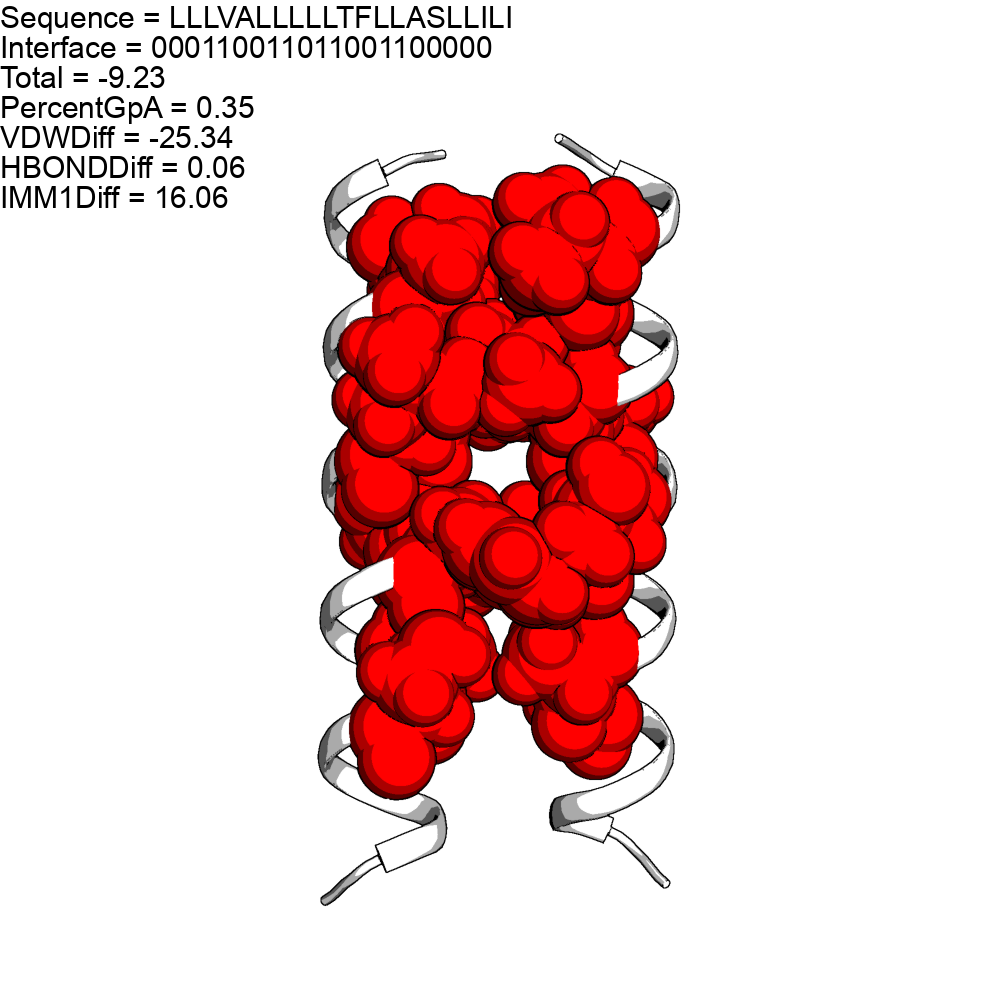 Sequence = LLLVALLLLLTFLLASLLILI
Interface = 000110011011001100000
Total = -9.23
PercentGpA = 0.35
VDWDiff = -25.34
HBONDDiff = 0.06
IMM1Diff = 16.06